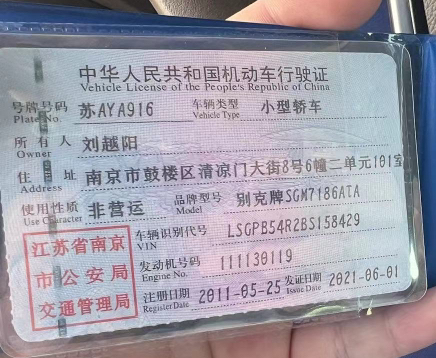 中华人民共和国机动车行驶证
Vehicle License of the People's Republic of China
号牌号码 苏AYA916 车辆类型 小型轿车
Plate No. Vehicle Type
所有人 刘越阳
Owner
住址 南京市鼓楼区清凉门大街8号6幢二单元101室
Address
使用性质 非营运 品牌型号 别克牌SGM7186ATA
Use Character Model
江苏省南京市公安局交通管理局
车辆识别代号 LSGPB54R2BS158429
VIN
发动机号码 111130119
Engine No.
注册日期 2011-05-25 发证日期 2021-06-01
Register Date Issue Date